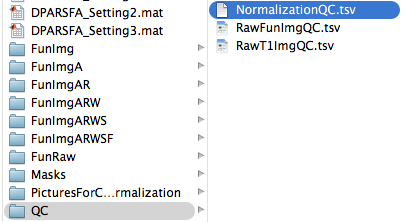 DPARSFA_Setting2.mat
DPARSFA_Setting3.mat
FunImg
FunImgA
FunImgAR
FunImgARW
FunImgARWS
FunImgARWSF
FunRaw
Masks
PicturesForC...rmalization
QC
NormalizationQC.tsv
RawFunImgQC.tsv
RawT1ImgQC.tsv